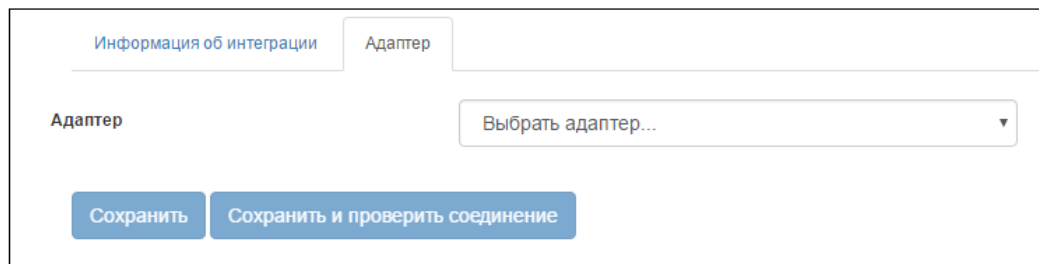 Информация об интеграции Адаптер
Адаптер Выбрать адаптер...
Сохранить Сохранить и проверить соединение